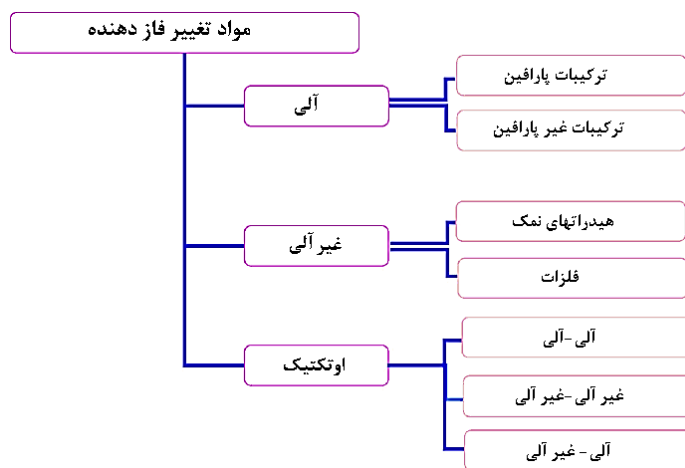 مواد تغییر فاز دهنده
آلی
ترکیبات پارافین
ترکیبات غیر پارافین
غیر آلی
هیدراتهای نمک
فلزات
اوتکتیک
آلی-آلی
غیر آلی-غیر آلی
آلی - غیر آلی